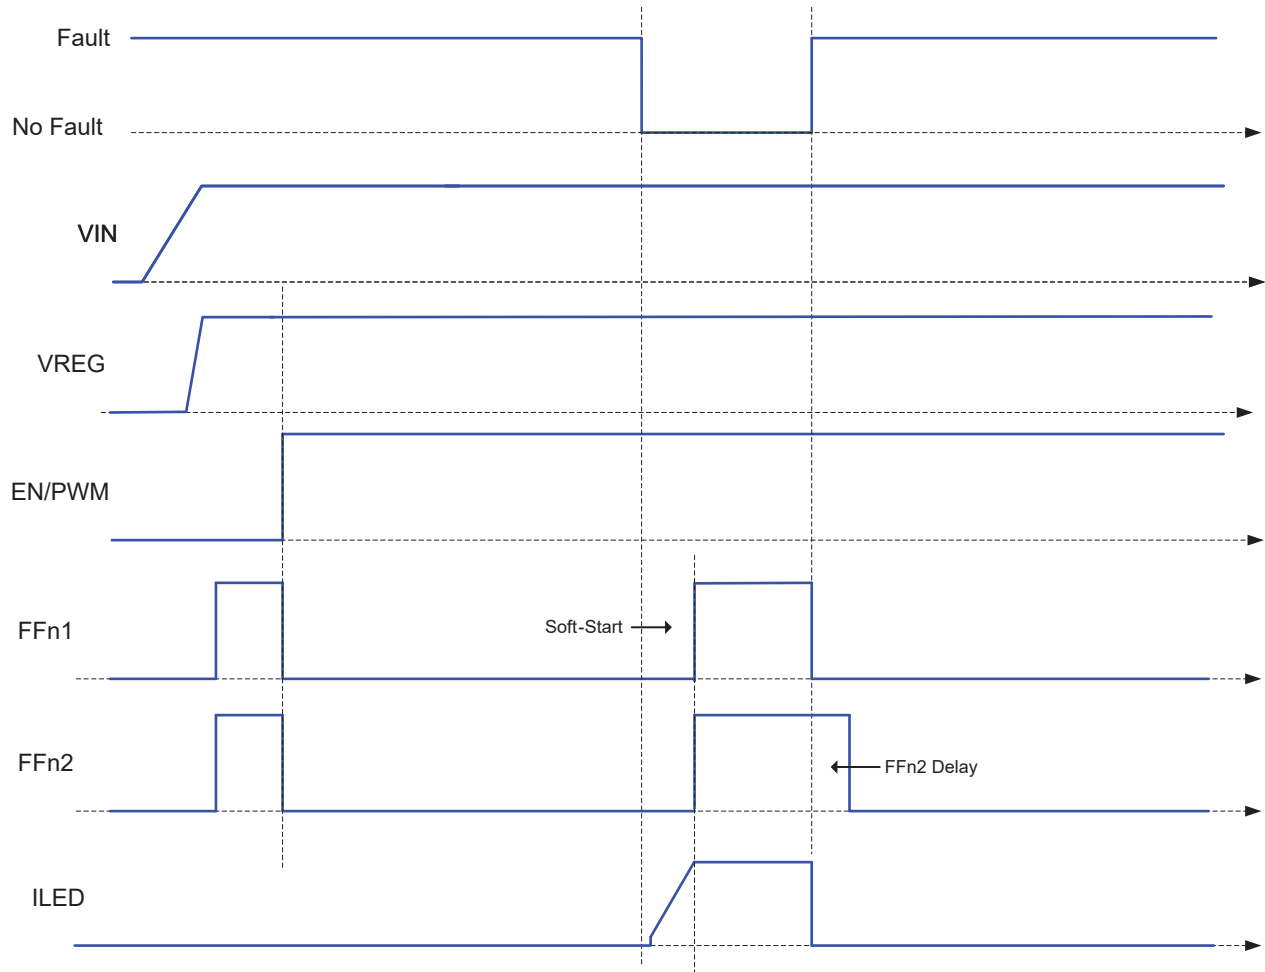 Fault
No Fault
VIN
VREG
EN/PWM
FFn1
Soft-Start
FFn2
FFn2 Delay
ILED